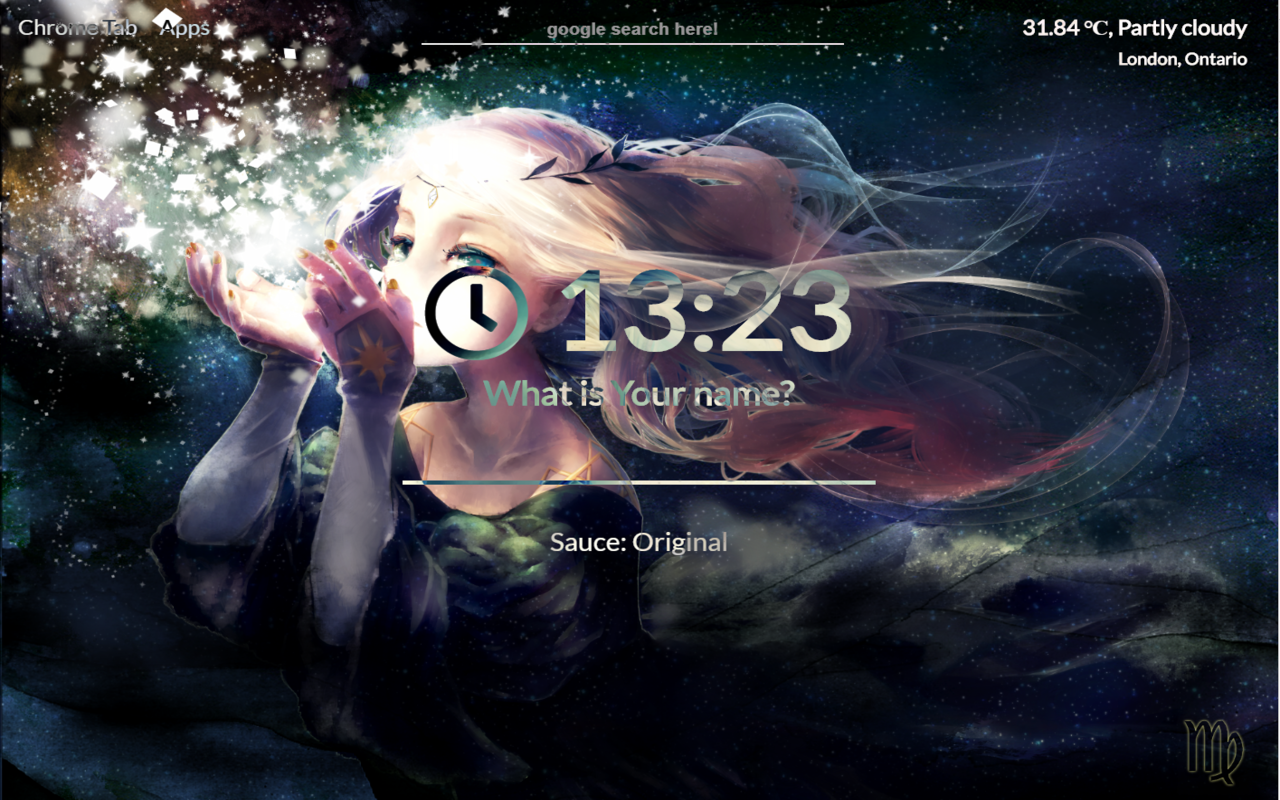 Chrome Tab Apps
google search here!
31.84 °C, Partly cloudy
London, Ontario
13:23
What is Your name?
Sauce: Original